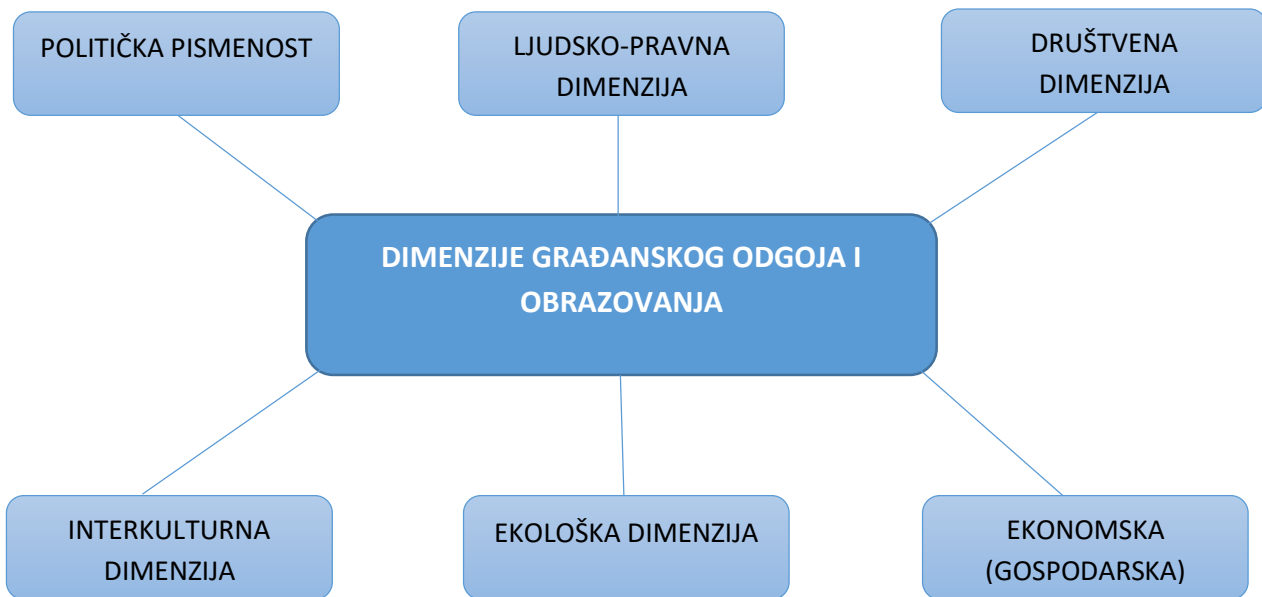 POLITIČKA PISMENOST
LJUDSKO-PRAVNA
DIMENZIJA
DRUŠTVENA
DIMENZIJA
DIMENZIJE GRAĐANSKOG ODGOJA I
OBRAZOVANJA
INTERKULTURNA
DIMENZIJA
EKOLOŠKA DIMENZIJA
EKONOMSKA
(GOSPODARSKA)